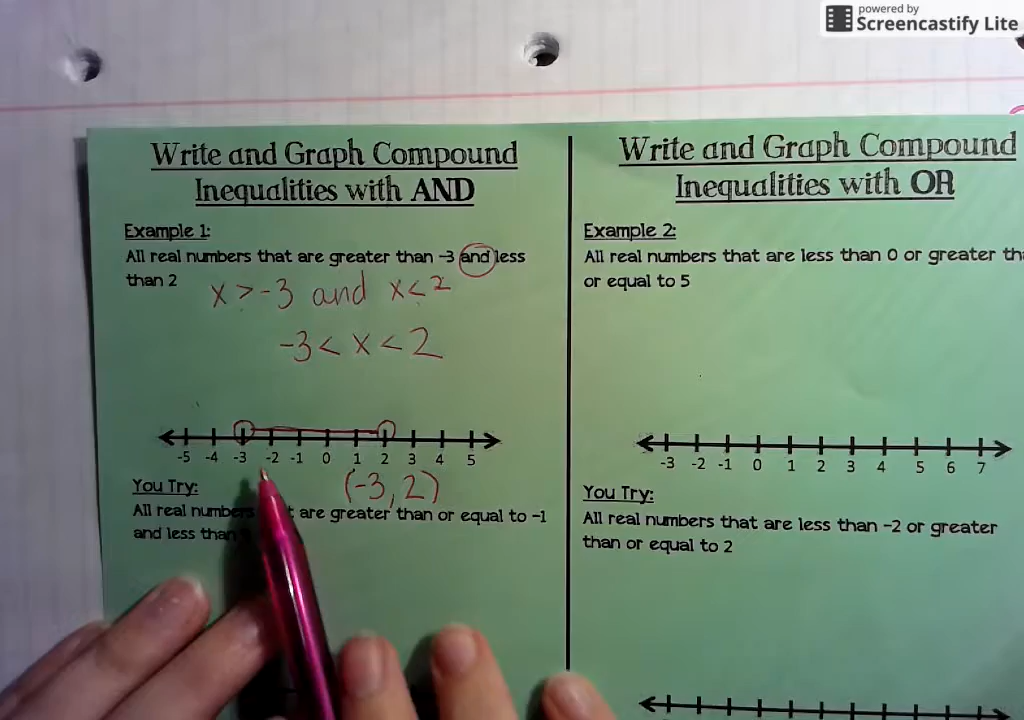 powered by
Screencastify Lite
Write and Graph Compound
Inequalities with AND
Example 1:
All real numbers that are greater than -3 and less
than 2
x > -3 and x < 2
-3 < x < 2
-5 -4 -3 -2 -1 0 1 2 3 4 5
(-3, 2)
You Try:
All real numbers are greater than or equal to -1
and less than
Write and Graph Compound
Inequalities with OR
Example 2:
All real numbers that are less than 0 or greater
or equal to 5
-3 -2 -1 0 1 2 3 4 5 6 7
You Try:
All real numbers that are less than -2 or greater
than or equal to 2